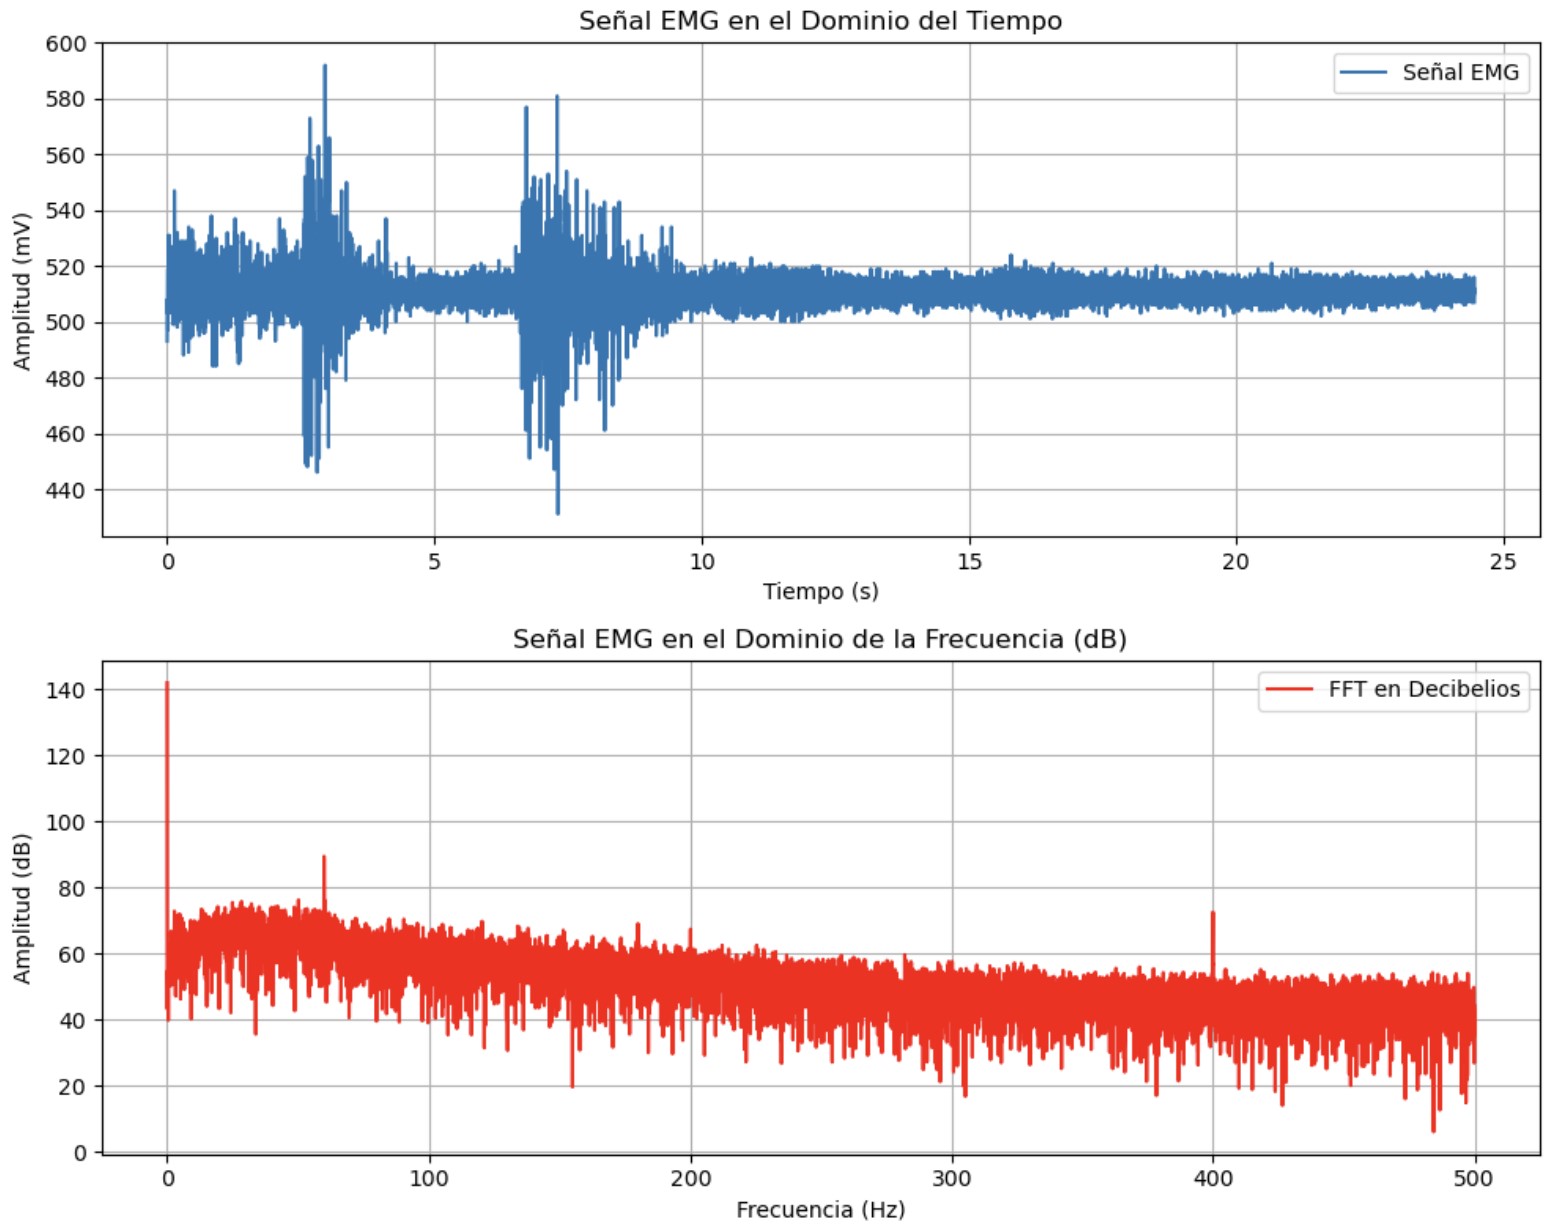 Señal EMG en el Dominio del Tiempo
600
580
560
540
520
500
480
460
440
Amplitud (mV)
Señal EMG
0 5 10 15 20 25
Tiempo (s)
Señal EMG en el Dominio de la Frecuencia (dB)
140
120
100
80
60
40
20
0
Amplitud (dB)
FFT en Decibelios
0 100 200 300 400 500
Frecuencia (Hz)